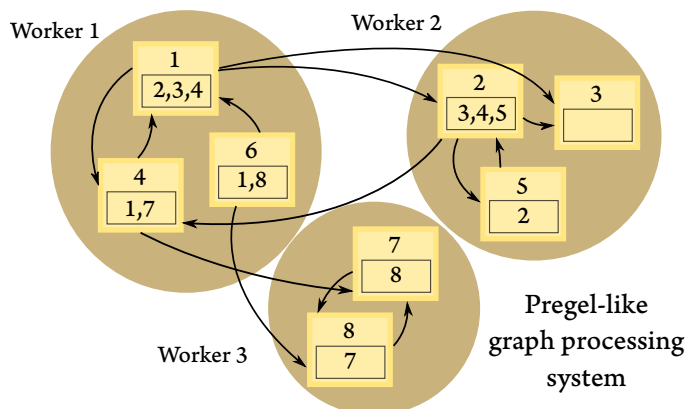 Worker 1
Worker 2
1
2,3,4
2
3,4,5
3
6
1,8
4
1,7
5
2
7
8
8
7
Worker 3
Pregel-like
graph processing
system